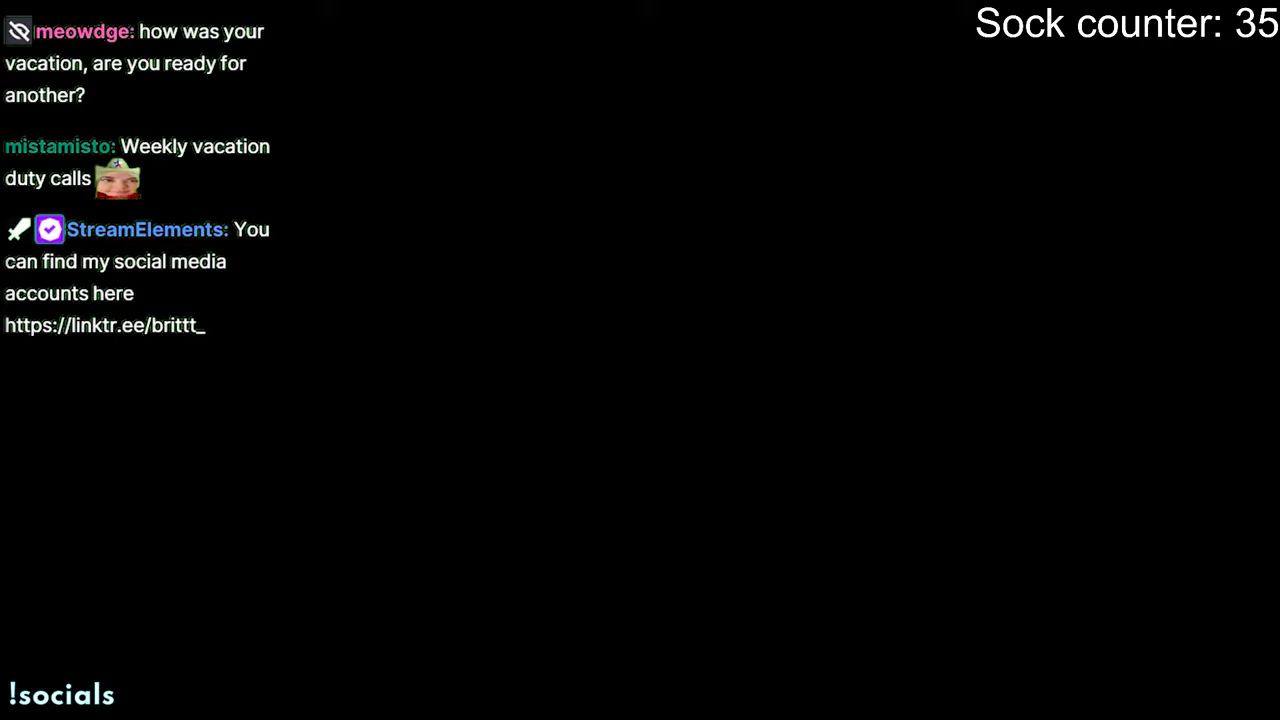 Sock counter: 35
meowdge: how was your
vacation, are you ready for
another?
mistamisto: Weekly vacation
duty calls
StreamElements: You
can find my social media
accounts here
https://linktr.ee/brittt_
!socials